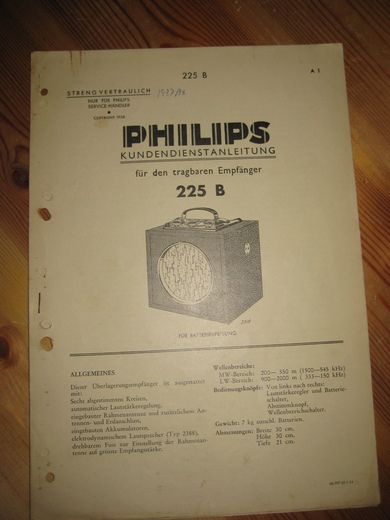 225 B
A 1
STRENG VERTRAULICH
NUR FÜR PHILIPS
SERVICE-HÄNDLER
COPYRIGHT 1938
PHILIPS
KUNDENDIENSTANLEITUNG
für den tragbaren Empfänger
225 B
FÜR BATTERIESPEISUNG
ALLGEMEINES
Dieser Überlagerungsempfänger ist ausgestattet
mit:
Sechs abgestimmten Kreisen,
automatischer Lautstärkeregelung,
eingebauter Rahmenantenne und zusätzlichem An-
tennen- und Erdanschluss,
eingebauten Akkumulatoren,
elektrodynamischem Lautsprecher (Typ 2388),
drehbarem Fuss zur Einstellung der Rahmenan-
tenne auf grösste Empfangsstärke.
Wellenbereiche:
MW-Bereich: 200— 550 m (1500—545 kHz)
LW-Bereich: 900—2000 m ( 333—150 kHz)
Bedienungsknöpfe: Von links nach rechts:
Lautstärkeregler und Batterie-
schalter,
Abstimmknopf,
Wellenbereichschalter.
Gewicht: 7 kg einschl. Batterien.
Abmessungen: Breite 30 cm,
Höhe 30 cm,
Tiefe 21 cm.